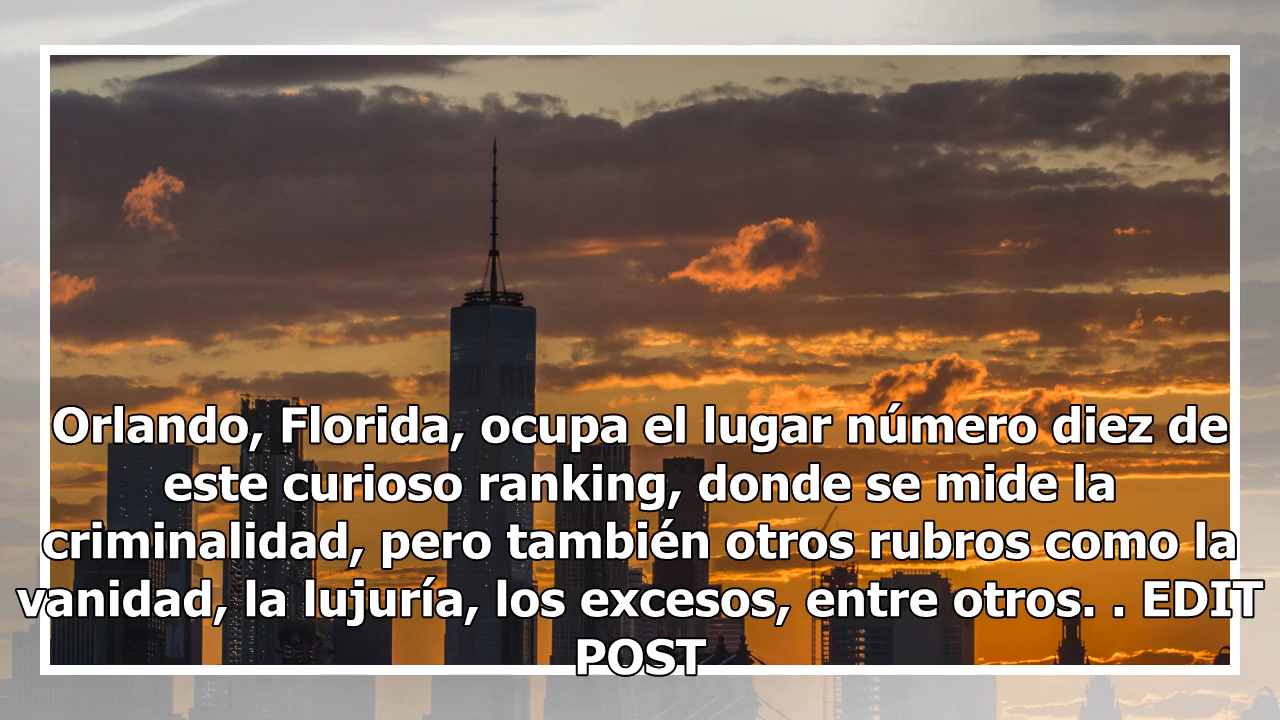 Orlando, Florida, ocupa el lugar número diez de
este curioso ranking, donde se mide la
criminalidad, pero también otros rubros como la
vanidad, la lujuría, los excesos, entre otros. . EDIT
POST